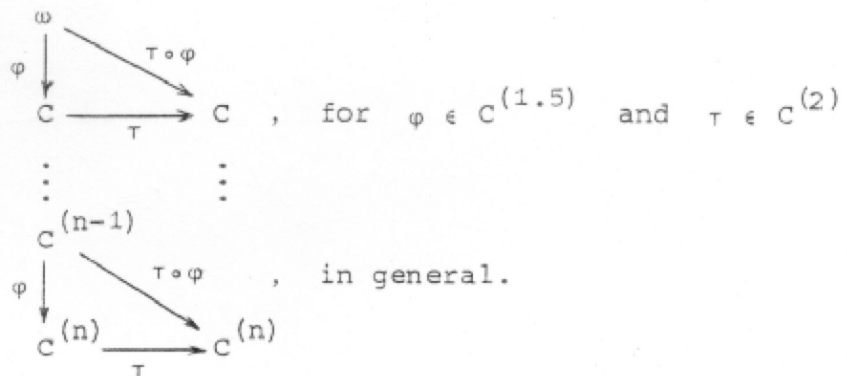 ω
φ τ∘φ
C C , for φ ϵ C^(1.5) and τ ϵ C^(2)
τ
⋮ ⋮
C^(n-1)
φ τ∘φ , in general.
C^(n) C^(n)
τ